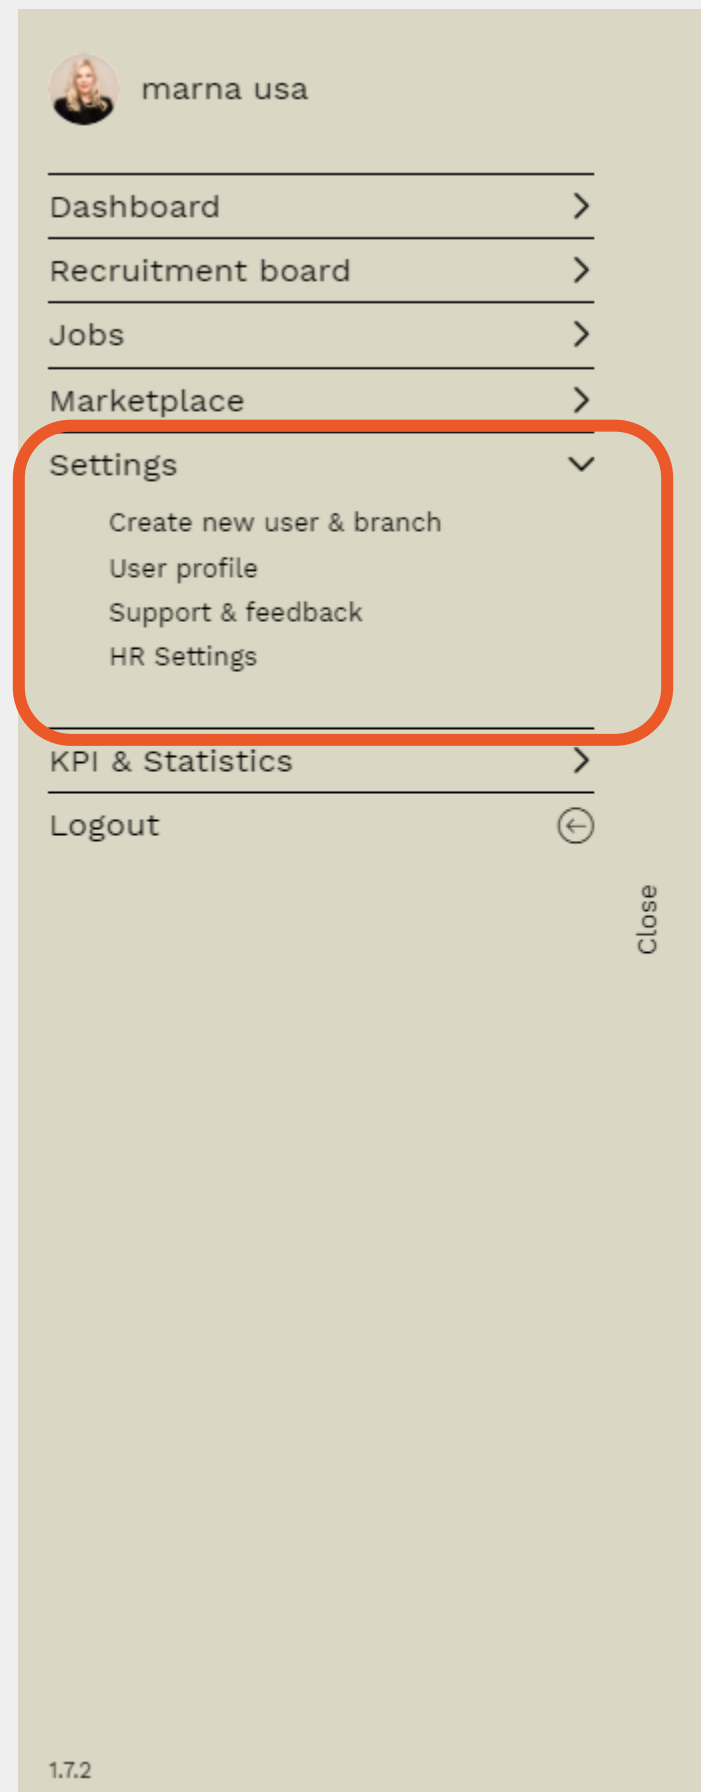 marna usa
Dashboard
Recruitment board
Jobs
Marketplace
Settings
Create new user & branch
User profile
Support & feedback
HR Settings
KPI & Statistics
Logout
Close
1.7.2